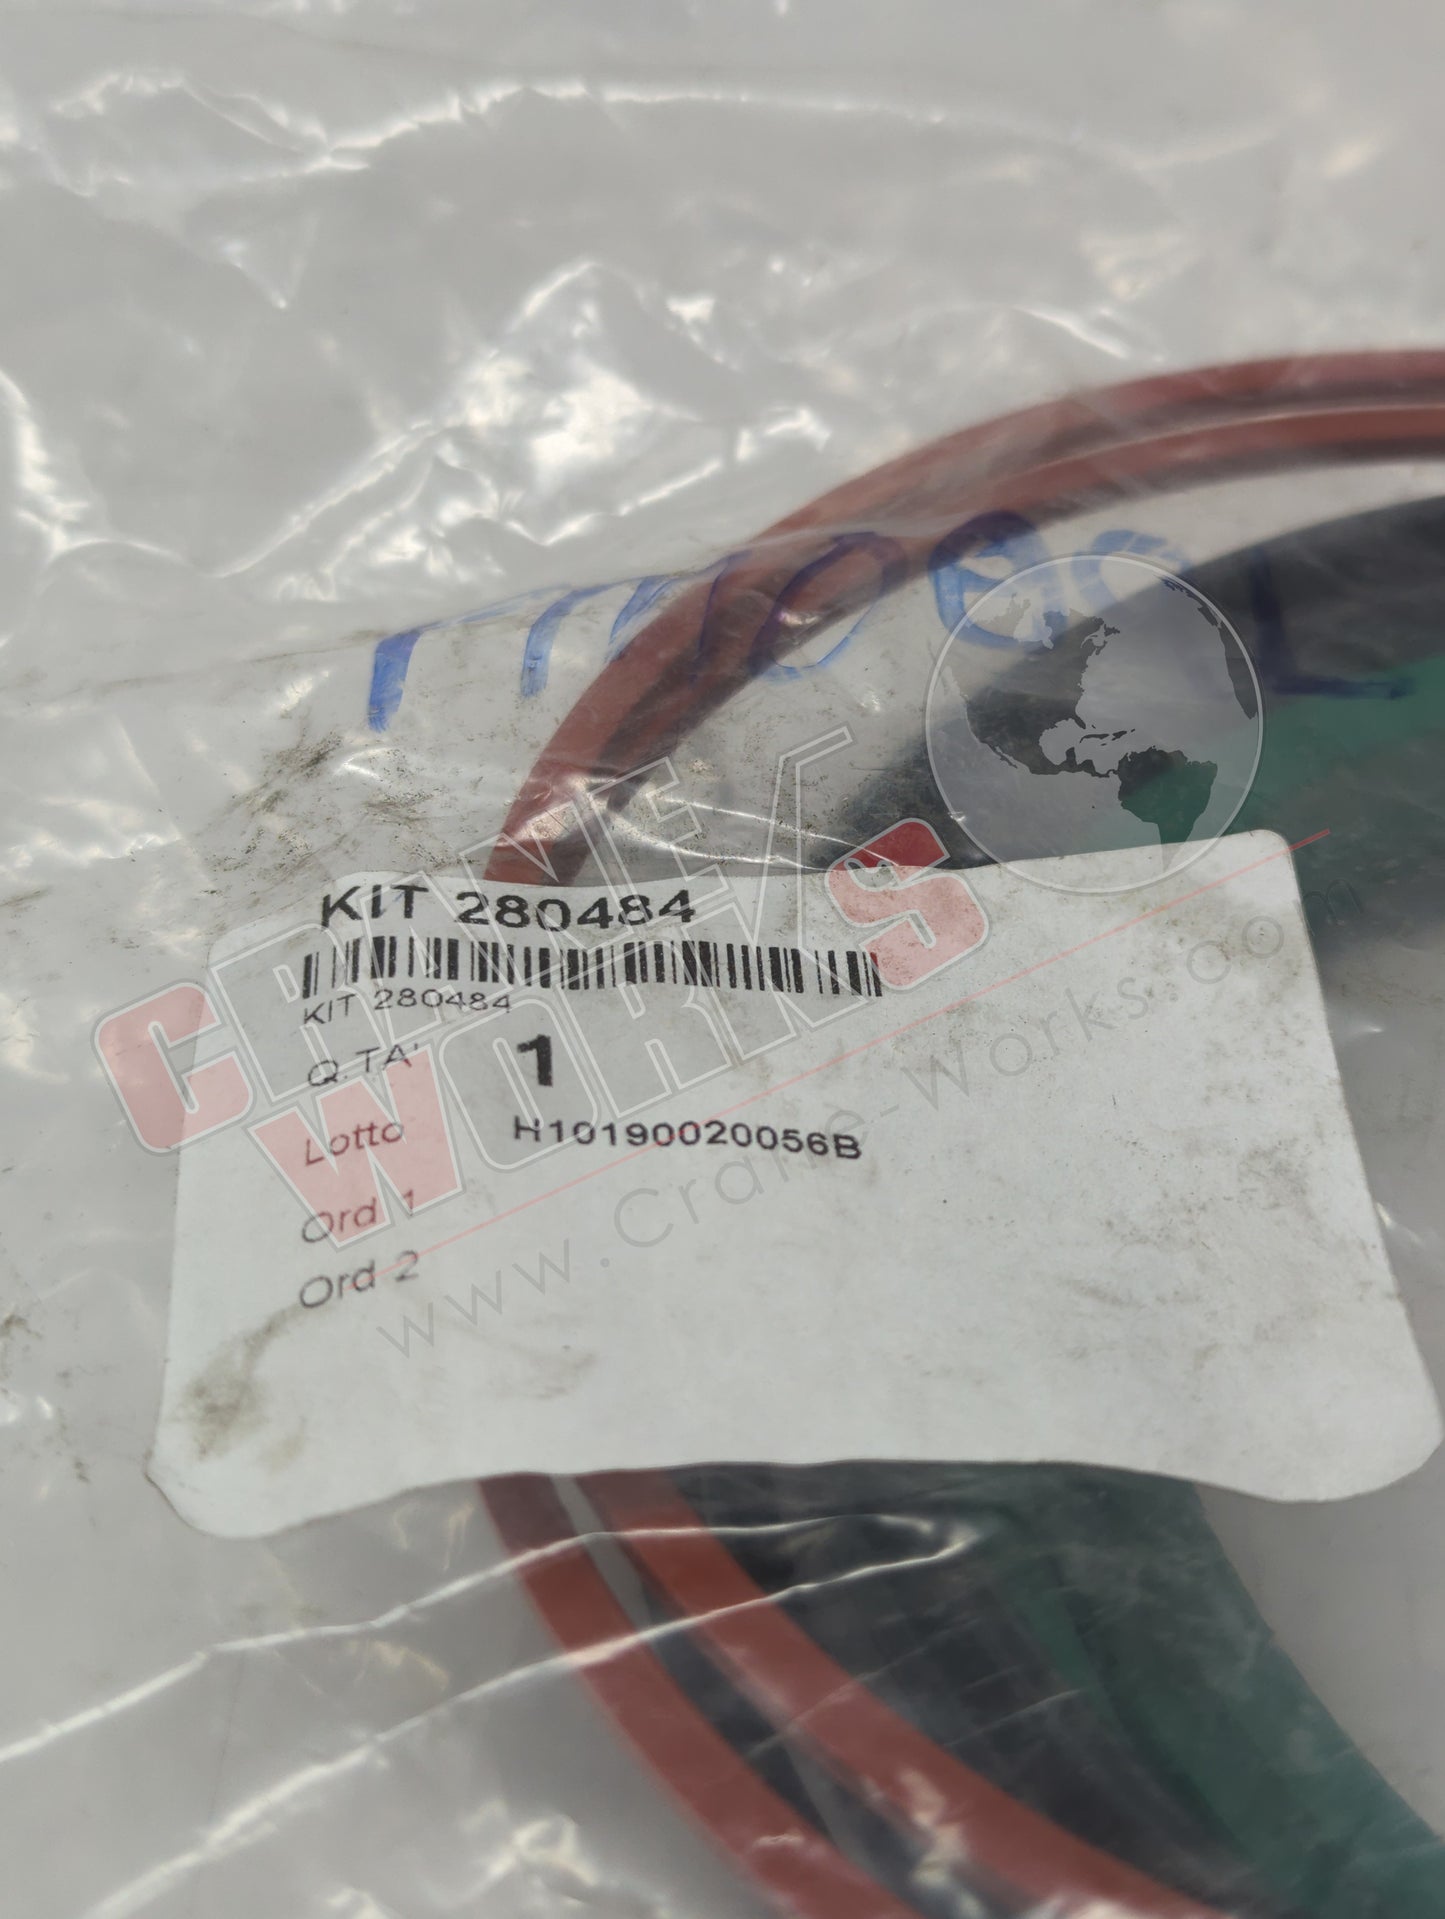 KIT 280484
KIT 280484
Q.TA' 1
Lotto H10190020056B
Ord 1
Ord 2
CRANE
WORKS
www.Crane-Works.com